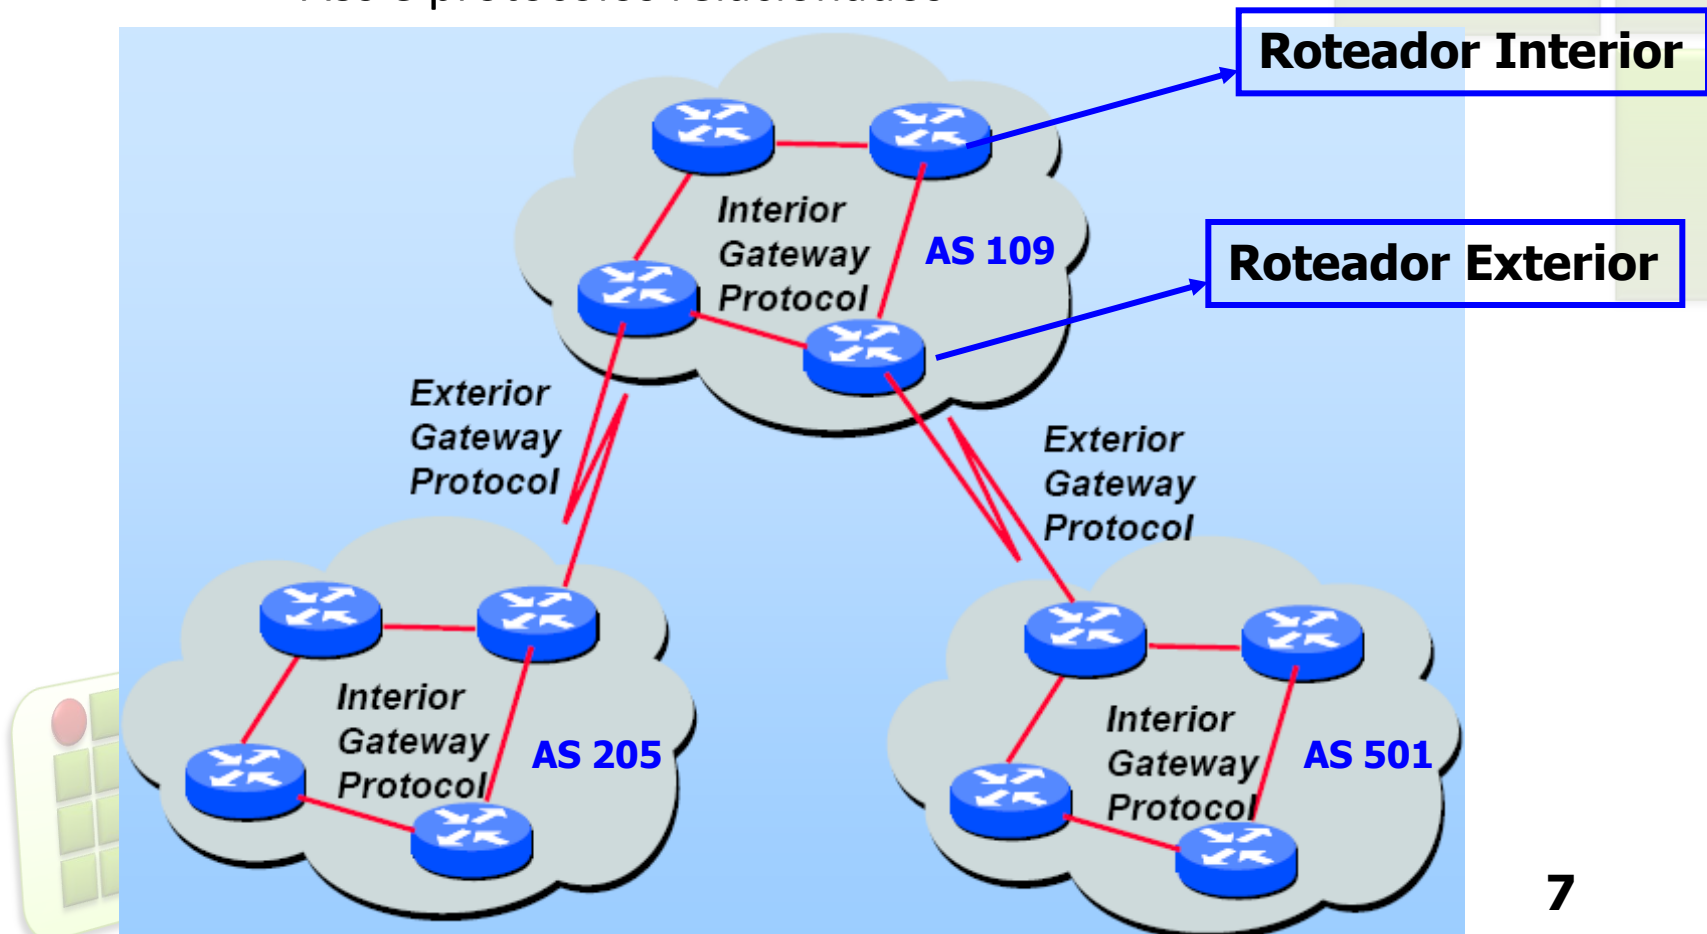 Roteador Interior
Interior
Gateway
Protocol
AS 109
Roteador Exterior
Exterior
Gateway
Protocol
Exterior
Gateway
Protocol
Interior
Gateway
Protocol
AS 205
Interior
Gateway
Protocol
AS 501
7